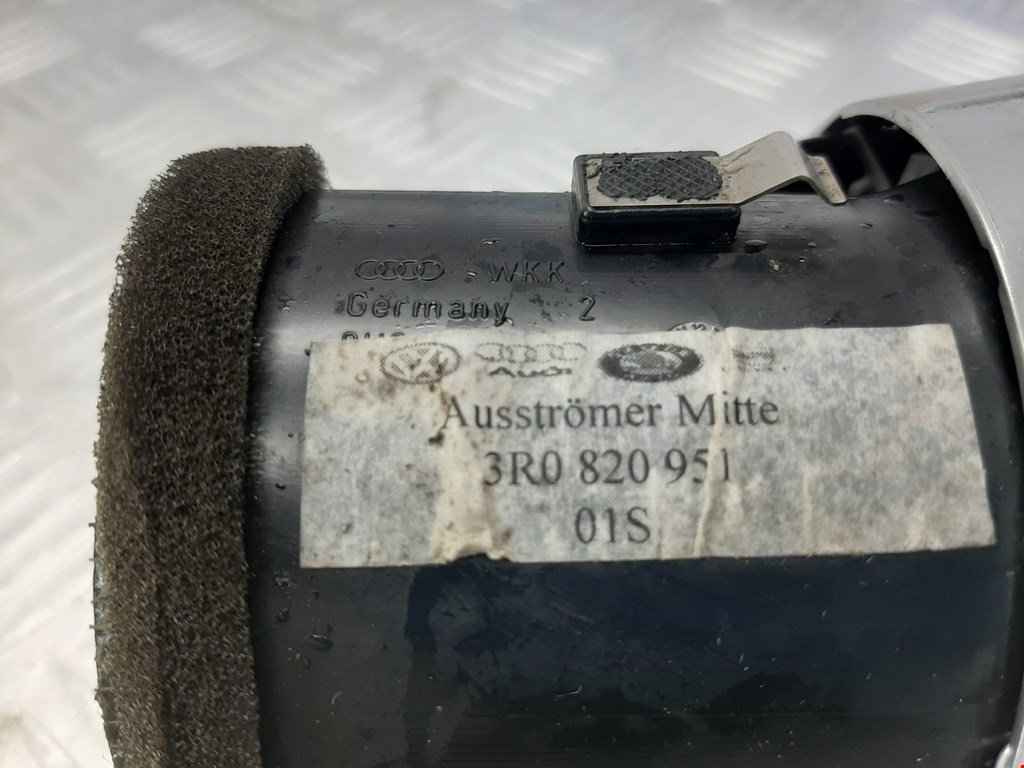 WKK
Germany 2
Audi
Ausströmer Mitte
3R0 820 951
01S